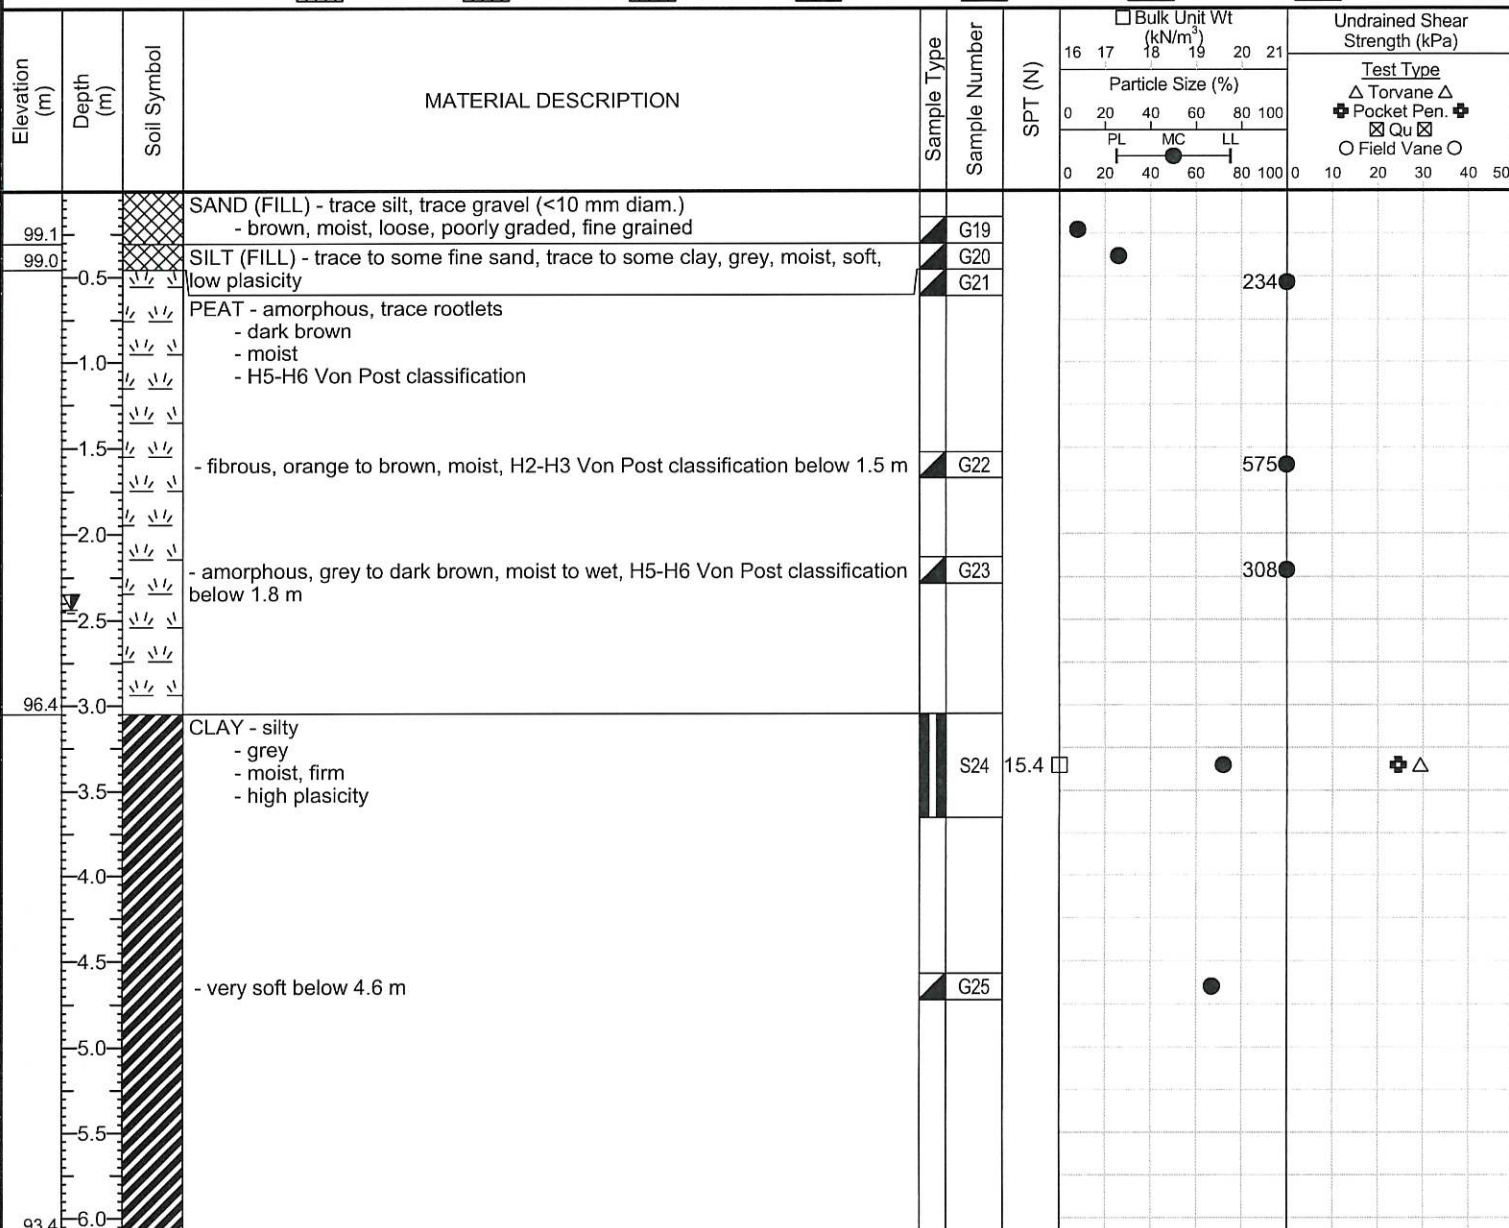 Elevation (m)
Depth (m)
Soil Symbol
MATERIAL DESCRIPTION
Sample Type
Sample Number
SPT (N)
Bulk Unit Wt
(kN/m³)
16 17 18 19 20 21
Particle Size (%)
0 20 40 60 80 100
PL MC LL
0 20 40 60 80 100
Undrained Shear
Strength (kPa)
Test Type
△ Torvane △
Pocket Pen.
Qu
○ Field Vane ○
0 10 20 30 40 50
SAND (FILL) - trace silt, trace gravel (<10 mm diam.)
99.1 - brown, moist, loose, poorly graded, fine grained G19
99.0 SILT (FILL) - trace to some fine sand, trace to some clay, grey, moist, soft, G20
0.5 low plasicity G21 234
PEAT - amorphous, trace rootlets
- dark brown
1.0 - moist
- H5-H6 Von Post classification
1.5
- fibrous, orange to brown, moist, H2-H3 Von Post classification below 1.5 m G22 575
2.0
- amorphous, grey to dark brown, moist to wet, H5-H6 Von Post classification G23 308
below 1.8 m
2.5
96.4 3.0
CLAY - silty
- grey
S24 15.4
- moist, firm
3.5 - high plasicity
4.0
4.5
- very soft below 4.6 m G25
5.0
5.5
93.4 6.0